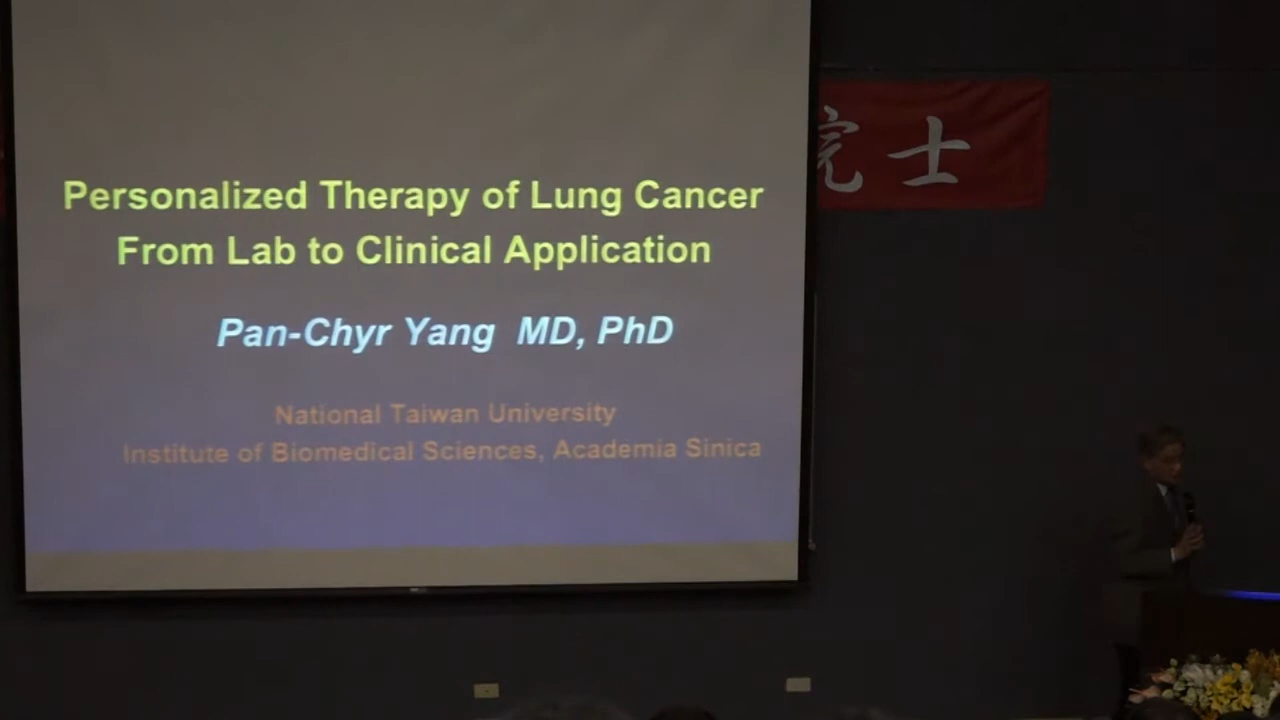 Personalized Therapy of Lung Cancer
From Lab to Clinical Application
Pan-Chyr Yang MD, PhD
National Taiwan University
Institute of Biomedical Sciences, Academia Sinica
院士